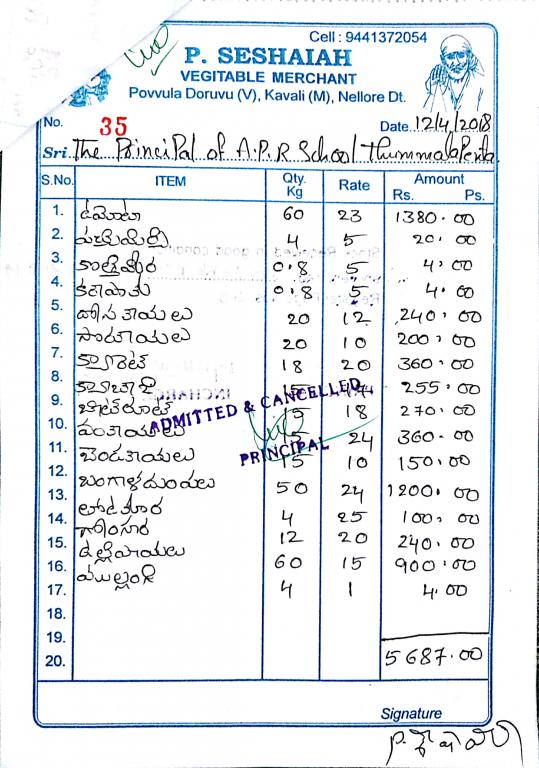 Cell : 9441372054
P. SESHAIAH
VEGITABLE MERCHANT
Povvula Doruvu (V), Kavali (M), Nellore Dt.
No. 35 Date 12/4/2018
Sri The Principal of A.P.R School Thummalapenta
S.No. ITEM Qty. Kg Rate Amount Rs. Ps.
1. టమోటా 60 23 1380.00
2. పచ్చిమిర్చి 4 5 20.00
3. కొత్తిమీర 0.8 5 4.00
4. కరేపాకు 0.8 5 4.00
5. దోసకాయలు 20 12 240.00
6. సొరకాయలు 20 10 200.00
7. క్యారెట్ 18 20 360.00
8. క్యాబేజి 15 255.00
9. బీట్‌రూట్ 15 18 270.00
10. వంకాయలు 15 24 360.00
11. బెండకాయలు 15 10 150.00
12. బంగాళదుంపలు 50 24 1200.00
13. తోటకూర 4 25 100.00
14. గోంగూర 12 20 240.00
15. ఉల్లిపాయలు 60 15 900.00
16. ముల్లంగి 4 1 4.00
17.
18.
19.
20. 5687.00
ADMITTED & CANCELLED
PRINCIPAL
Signature
P. శేషయ్య